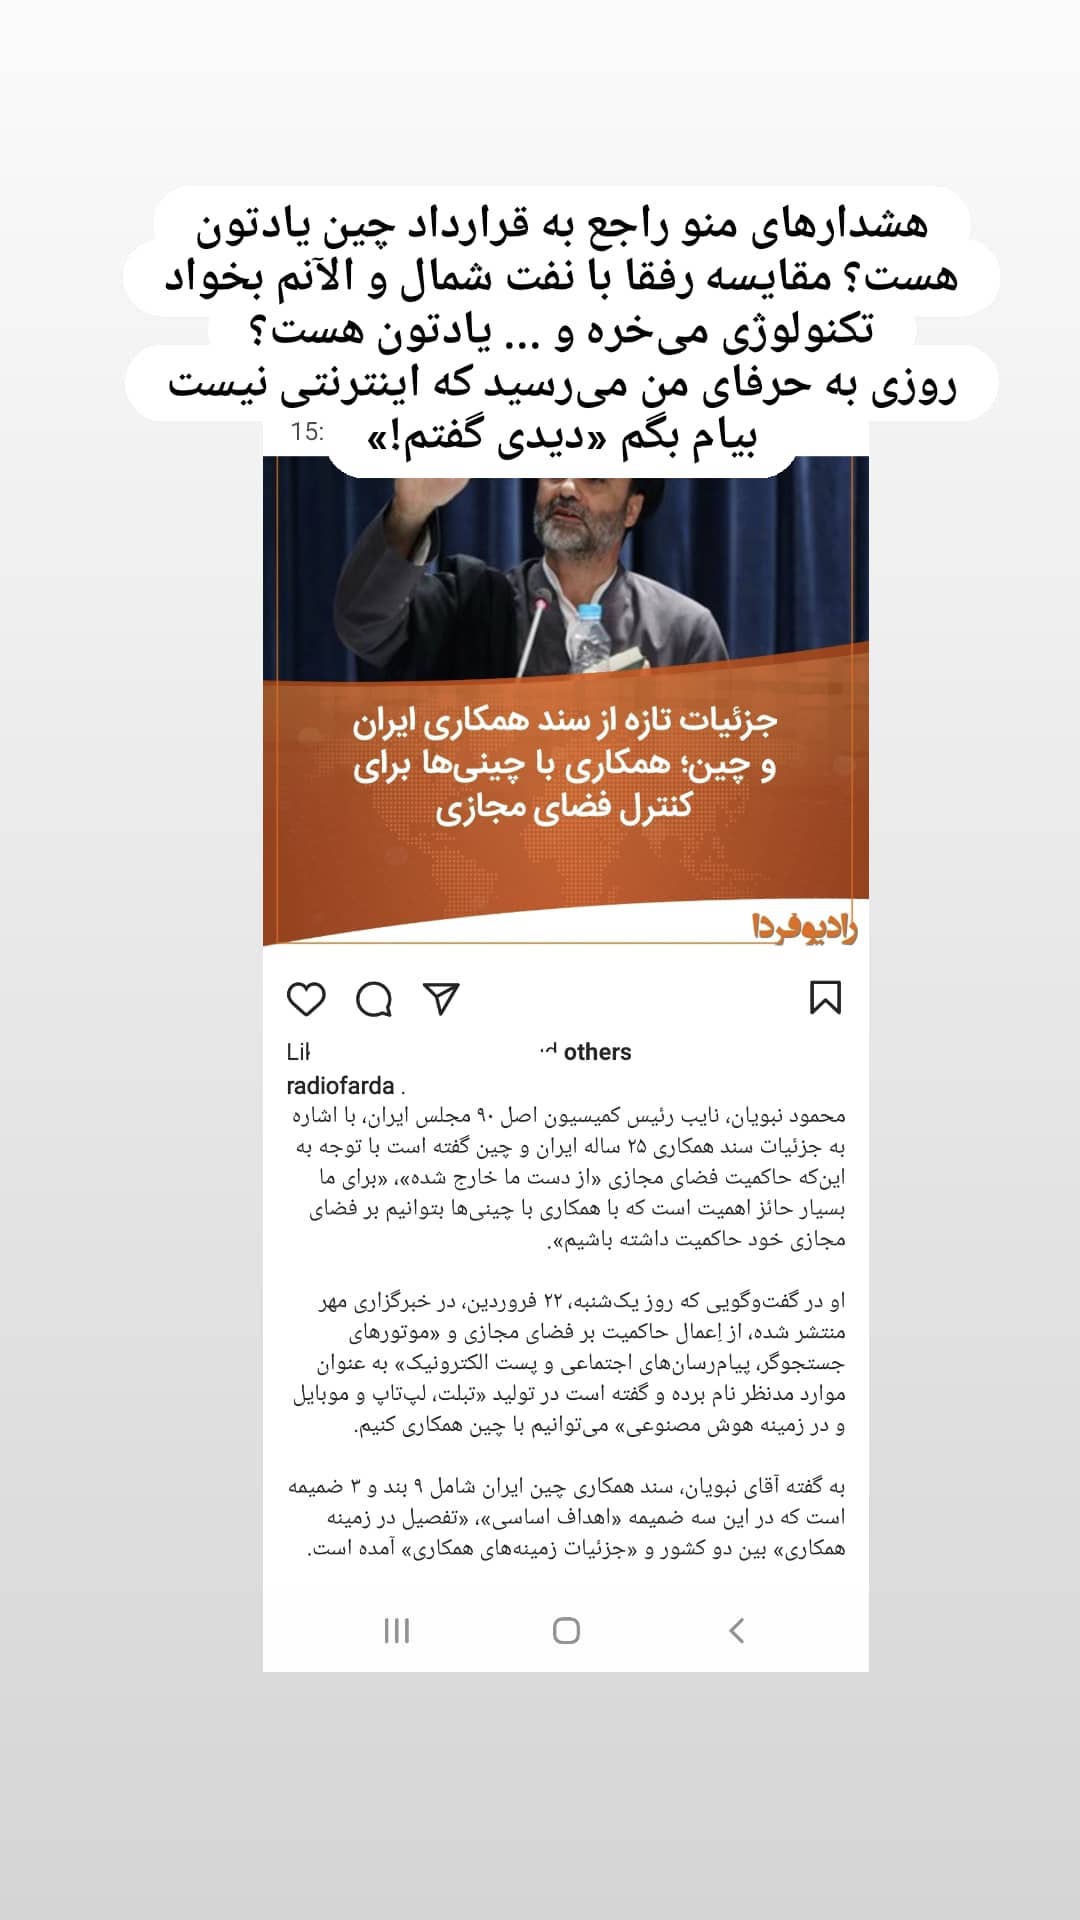 هشدارهای منو راجع به قرارداد چین یادتون
هست؟ مقایسه رفقا با نفت شمال و الآنم بخواد
تکنولوژی می‌خره و ... یادتون هست؟
روزی به حرفای من می‌رسید که اینترنتی نیست
بیام بگم «دیدی گفتم!»
15:
جزئیات تازه از سند همکاری ایران
و چین؛ همکاری با چینی‌ها برای
کنترل فضای مجازی
رادیوفردا
others
radiofarda .
محمود نبویان، نایب رئیس کمیسیون اصل ۹۰ مجلس ایران، با اشاره
به جزئیات سند همکاری ۲۵ ساله ایران و چین گفته است با توجه به
این‌که حاکمیت فضای مجازی «از دست ما خارج شده»، «برای ما
بسیار حائز اهمیت است که با همکاری با چینی‌ها بتوانیم بر فضای
مجازی خود حاکمیت داشته باشیم».
او در گفت‌وگویی که روز یک‌شنبه، ۲۲ فروردین، در خبرگزاری مهر
منتشر شده، از اِعمال حاکمیت بر فضای مجازی و «موتورهای
جستجوگر، پیام‌رسان‌های اجتماعی و پست الکترونیک» به عنوان
موارد مدنظر نام برده و گفته است در تولید «تبلت، لپ‌تاپ و موبایل
و در زمینه هوش مصنوعی» می‌توانیم با چین همکاری کنیم.
به گفته آقای نبویان، سند همکاری چین ایران شامل ۹ بند و ۳ ضمیمه
است که در این سه ضمیمه «اهداف اساسی»، «تفصیل در زمینه
همکاری» بین دو کشور و «جزئیات زمینه‌های همکاری» آمده است.